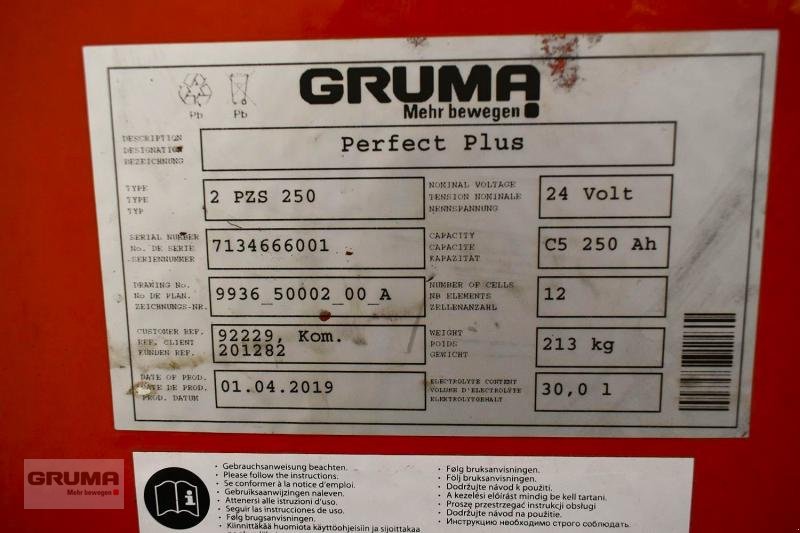 GRUMA
Mehr bewegen
Pb Pb
DESCRIPTION
DESIGNATION
BEZEICHNUNG
Perfect Plus
TYPE
TYPE
TYP
2 PZS 250
NOMINAL VOLTAGE
TENSION NOMINALE
NENNSPANNUNG
24 Volt
SERIAL NUMBER
No. DE SERIE
SERIENNUMMER
7134666001
CAPACITY
CAPACITE
KAPAZITÄT
C5 250 Ah
DRAWING No.
No DE PLAN.
ZEICHNUNGS-NR.
9936_50002_00_A
NUMBER OF CELLS
NB ELEMENTS
ZELLENANZAHL
12
CUSTOMER REF.
REF. CLIENT
KUNDEN REF.
92229, Kom.
201282
WEIGHT
POIDS
GEWICHT
213 kg
DATE OF PROD.
DATE DE PROD.
PROD. DATUM
01.04.2019
ELECTROLYTE CONTENT
VOLUME D'ELECTROLYTE
ELEKTROLYTGEHALT
30,0 l
· Gebrauchsanweisung beachten.
· Please follow the instructions.
· Se conformer à la notice d'emploi.
· Gebruiksaanwijzingen naleven.
· Attenersi alle istruzioni d'uso.
· Seguir las instrucciones de uso.
· Følg brugsanvisningen.
· Kiinnittäkää huomiota käyttöohjeisiin ja sijoittakaa
· Følg bruksanvisningen.
· Följ bruksanvisningen.
· Dodržujte návod k použití.
· A kezelési előírást mindig be kell tartani.
· Proszę przestrzegać instrukcji obsługi
· Dodržujte návod na použitie.
· Инструкцию необходимо строго соблюдать.
GRUMA
Mehr bewegen